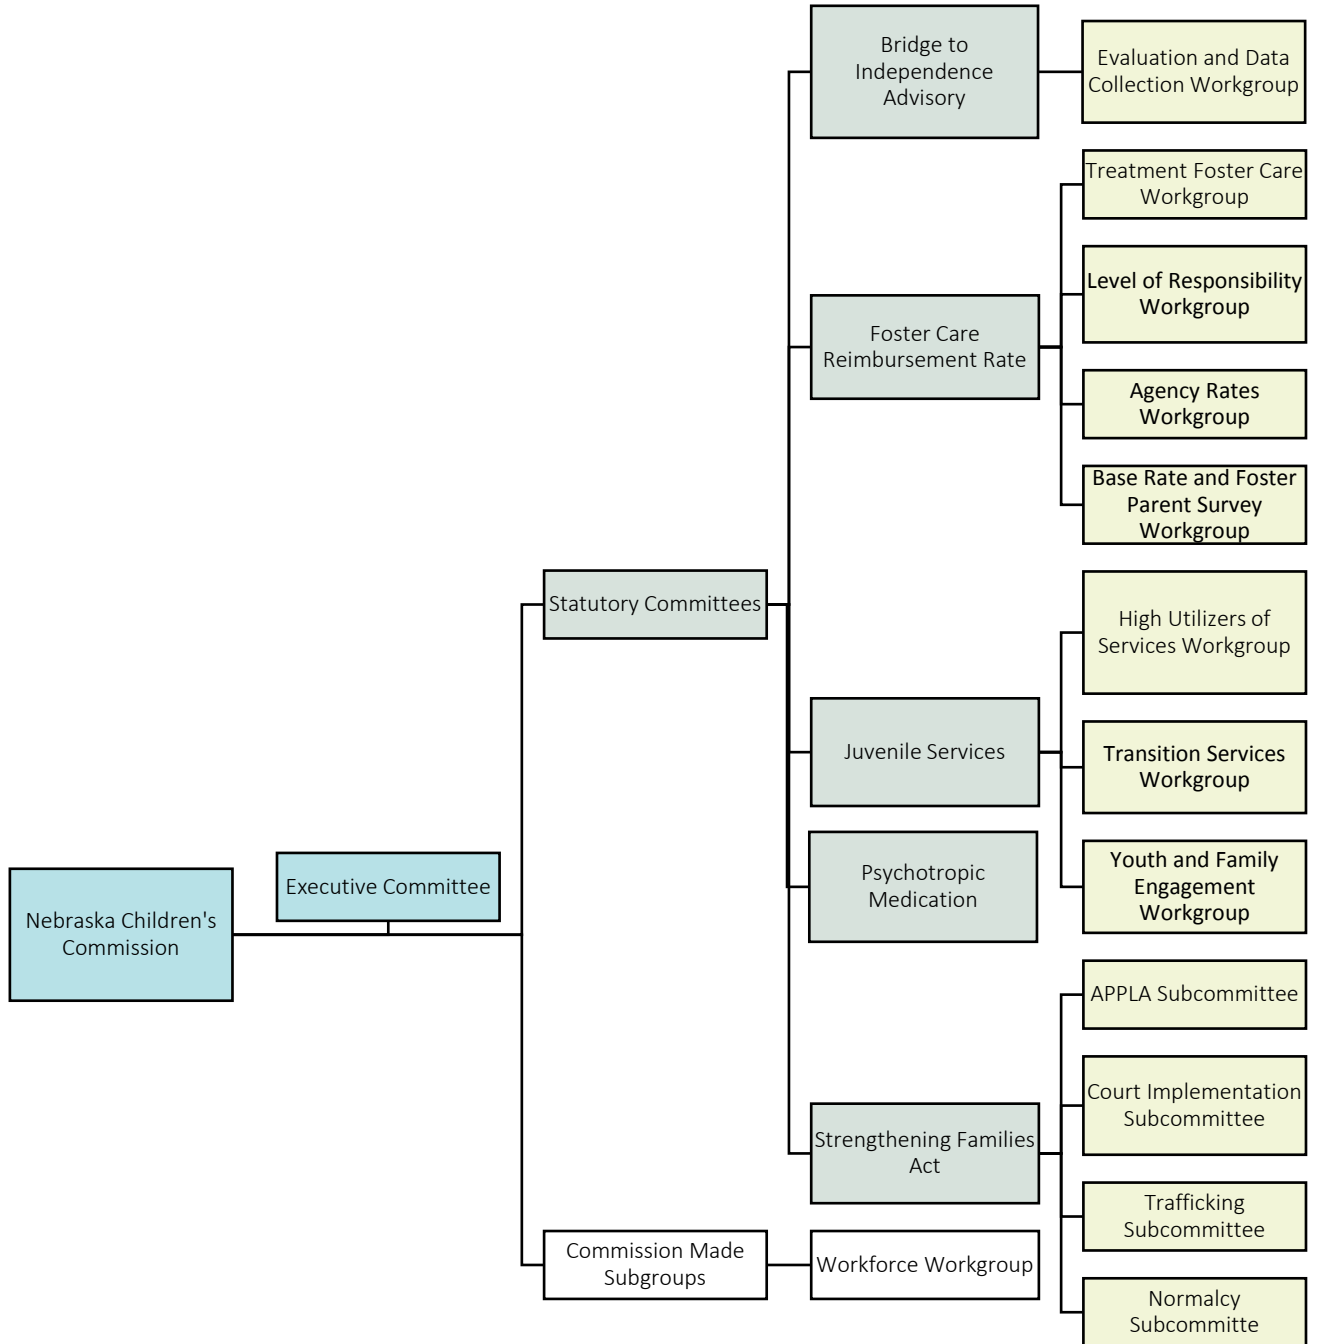 Bridge to
Independence
Advisory
Evaluation and Data
Collection Workgroup
Treatment Foster Care
Workgroup
Level of Responsibility
Workgroup
Foster Care
Reimbursement Rate
Agency Rates
Workgroup
Base Rate and Foster
Parent Survey
Workgroup
Statutory Committees
High Utilizers of
Services Workgroup
Juvenile Services
Transition Services
Workgroup
Psychotropic
Medication
Youth and Family
Engagement
Workgroup
Executive Committee
Nebraska Children's
Commission
APPLA Subcommittee
Court Implementation
Subcommittee
Strengthening Families
Act
Trafficking
Subcommittee
Commission Made
Subgroups
Workforce Workgroup
Normalcy
Subcommitte